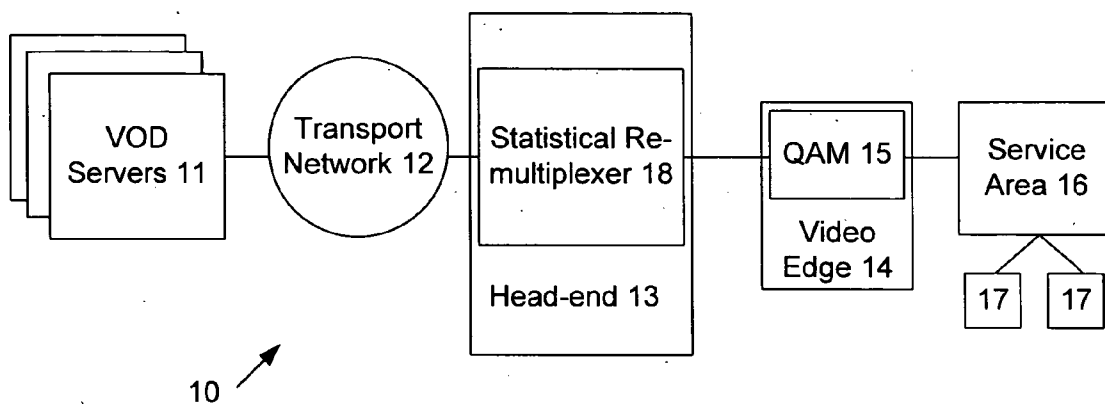 VOD
Servers 11
Transport
Network 12
Statistical Re-
multiplexer 18
Head-end 13
QAM 15
Video
Edge 14
Service
Area 16
17
17
10